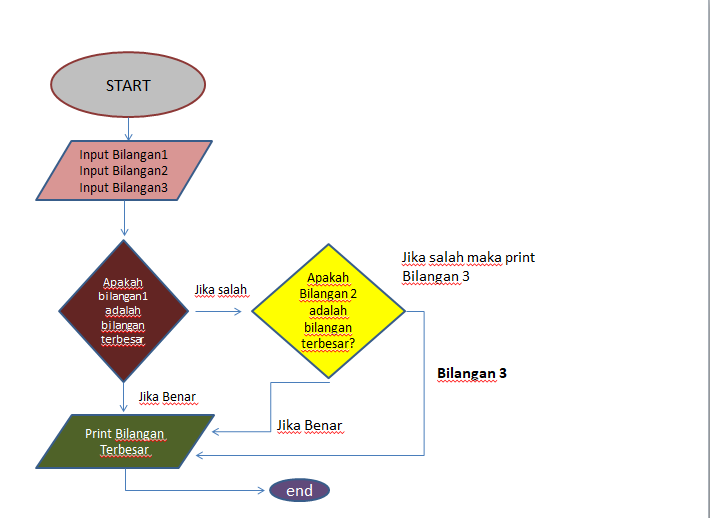 START
Input Bilangan1
Input Bilangan2
Input Bilangan3
Apakah
bilangan1
adalah
bilangan
terbesar
Jika salah
Apakah
Bilangan 2
adalah
bilangan
terbesar?
Jika salah maka print
Bilangan 3
Bilangan 3
Jika Benar
Jika Benar
Print Bilangan
Terbesar
end